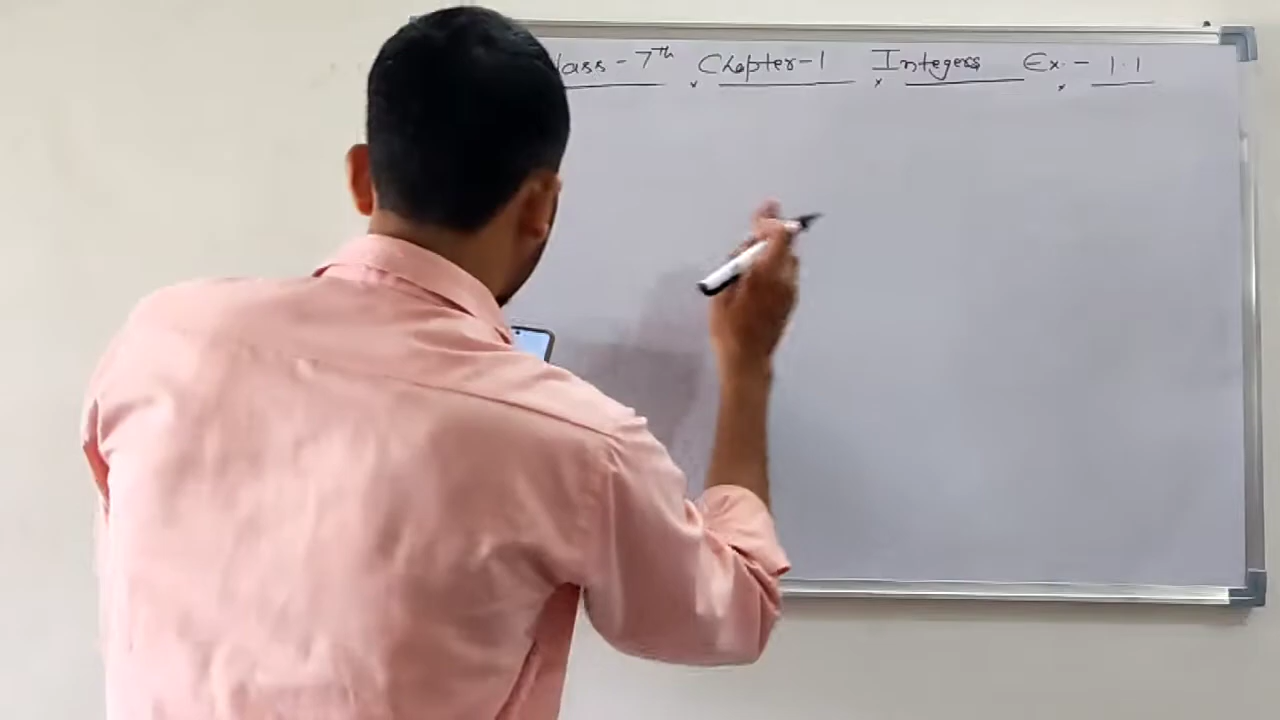 lass - 7th Chapter-1 Integers Ex. - 1.1